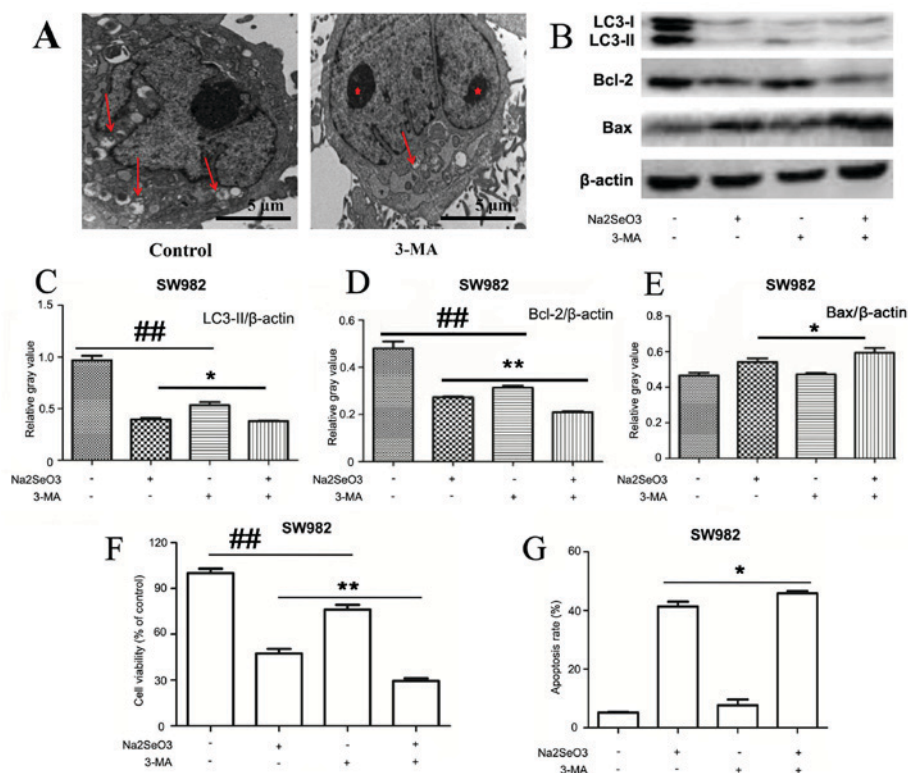 A
5 μm
5 μm
Control
3-MA
B
LC3-I
LC3-II
Bcl-2
Bax
β-actin
Na2SeO3 - + - +
3-MA - - + +
C
SW982
LC3-II/β-actin
##
*
Relative gray value
1.5
1.0
0.5
0
Na2SeO3 - + - +
3-MA - - + +
D
SW982
Bcl-2/β-actin
##
**
Relative gray value
0.6
0.4
0.2
0
Na2SeO3 - + - +
3-MA - - + +
E
SW982
Bax/β-actin
*
Relative gray value
0.8
0.6
0.4
0.2
0
Na2SeO3 - + - +
3-MA - - + +
F
SW982
##
**
Cell viability (% of control)
120
100
60
30
0
Na2SeO3 - + - +
3-MA - - + +
G
SW982
*
Apoptosis rate (%)
60
40
20
0
Na2SeO3 - + - +
3-MA - - + +